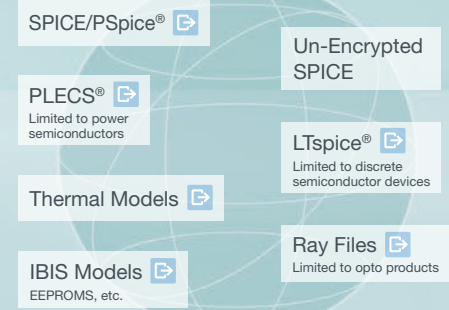 SPICE/PSpice®
PLECS®
Limited to power
semiconductors
Thermal Models
IBIS Models
EEPROMS, etc.
Un-Encrypted
SPICE
LTspice®
Limited to discrete
semiconductor devices
Ray Files
Limited to opto products